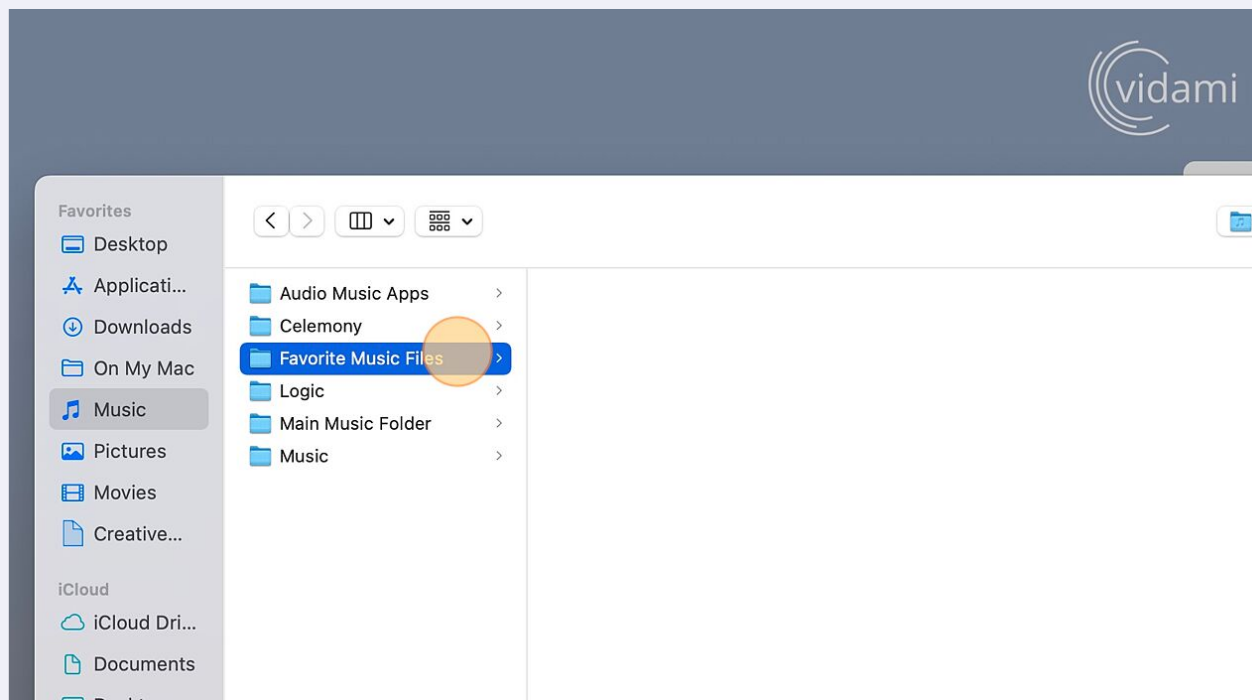 vidami
Favorites
Desktop
Applicati...
Downloads
On My Mac
Music
Pictures
Movies
Creative...
iCloud
iCloud Dri...
Documents
Audio Music Apps
Celemony
Favorite Music Files
Logic
Main Music Folder
Music